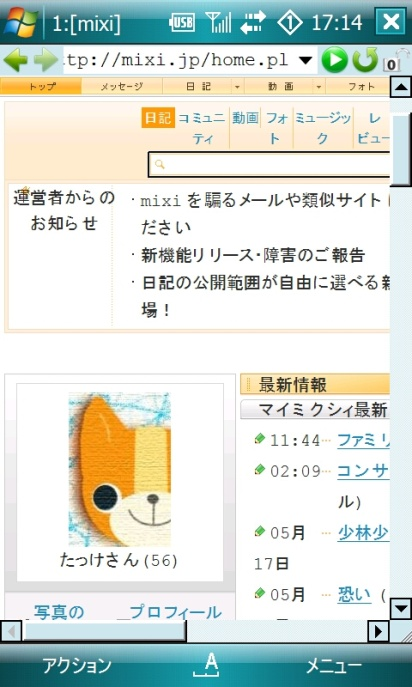 1:[mixi] USB 17:14
tp://mixi.jp/home.pl
トップ メッセージ 日記 動画 フォト
日記 コミュニ 動画 フォ ミュージッ レ
ティ ト ク ビュー
運営者からの
お知らせ
・mixi を騙るメールや類似サイト
ださい
・新機能リリース・障害のご報告
・日記の公開範囲が自由に選べる新
場！
最新情報
マイミクシィ最新
11:44… ファミリ
02:09… コンサ
ル)
05月 … 少林少
17日
05月 … 恐い (
たっけさん(56)
写真の プロフィール
アクション A メニュー